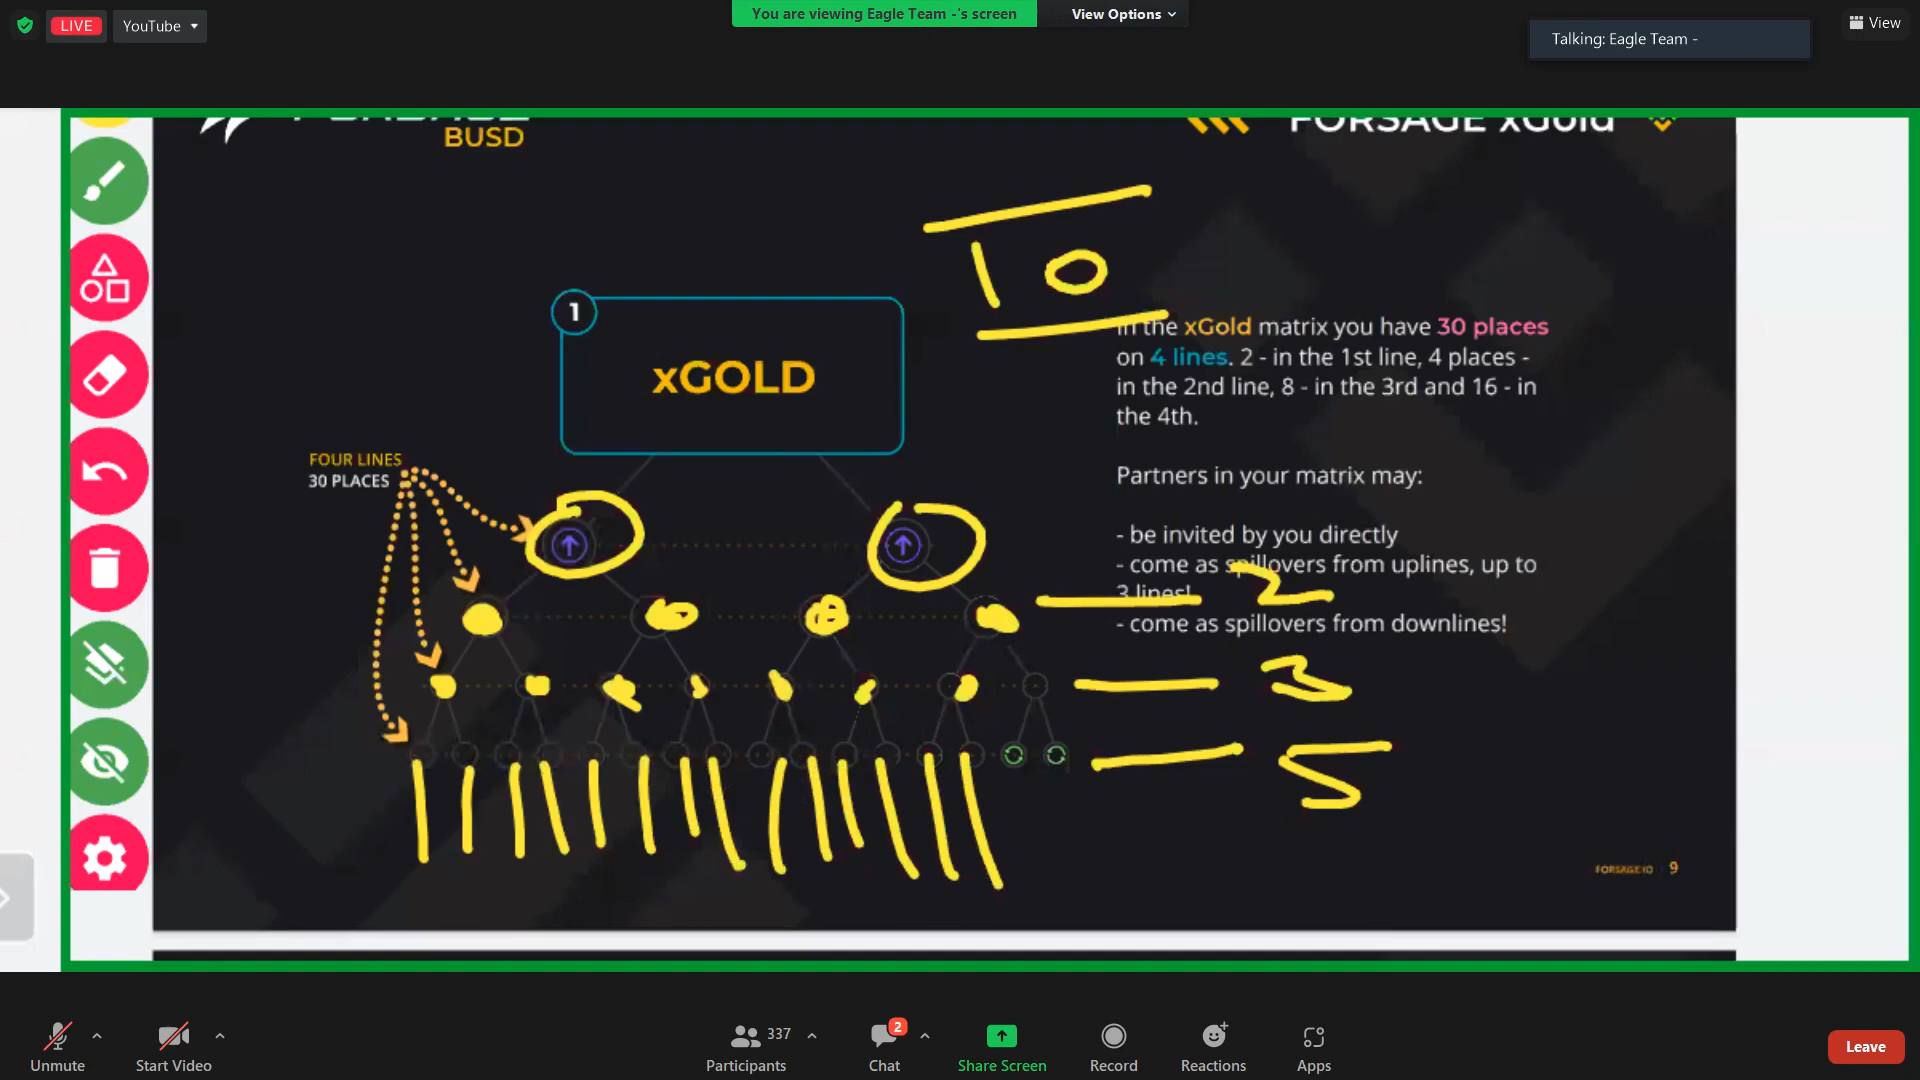 LIVE
YouTube
You are viewing Eagle Team -'s screen
View Options
Talking: Eagle Team -
View
BUSD
FORSAGE xGold
10
1
xGOLD
In the xGold matrix you have 30 places
on 4 lines. 2 - in the 1st line, 4 places -
in the 2nd line, 8 - in the 3rd and 16 - in
the 4th.
FOUR LINES
30 PLACES
Partners in your matrix may:
- be invited by you directly
- come as spillovers from uplines, up to
3 lines!
- come as spillovers from downlines!
2
3
5
FORSAGE.IO 9
Unmute
Start Video
337
Participants
2
Chat
Share Screen
Record
Reactions
Apps
Leave